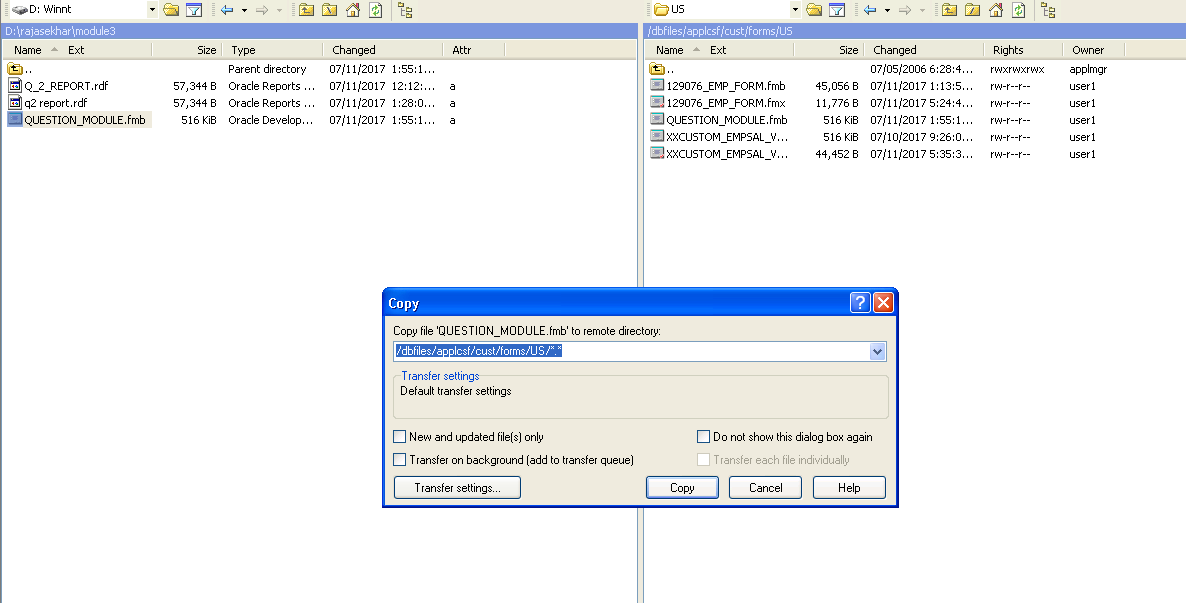 D: Winnt
US
D:\rajasekhar\module3
/dbfiles/applcsf/cust/forms/US
Name Ext Size Type Changed Attr
Name Ext Size Changed Rights Owner
.. Parent directory 07/11/2017 1:55:1...
Q_2_REPORT.rdf 57,344 B Oracle Reports ... 07/11/2017 12:12:... a
q2 report.rdf 57,344 B Oracle Reports ... 07/11/2017 1:28:0... a
QUESTION_MODULE.fmb 516 KiB Oracle Develop... 07/11/2017 1:55:1... a
.. 07/05/2006 6:28:4... rwxrwxrwx applmgr
129076_EMP_FORM.fmb 45,056 B 07/11/2017 1:13:5... rw-r--r-- user1
129076_EMP_FORM.fmx 11,776 B 07/11/2017 5:24:4... rw-r--r-- user1
QUESTION_MODULE.fmb 516 KiB 07/11/2017 1:55:1... rw-r--r-- user1
XXCUSTOM_EMPSAL_V... 516 KiB 07/10/2017 9:26:0... rw-r--r-- user1
XXCUSTOM_EMPSAL_V... 44,452 B 07/11/2017 5:35:3... rw-r--r-- user1
Copy
Copy file 'QUESTION_MODULE.fmb' to remote directory:
/dbfiles/applcsf/cust/forms/US/*.*
Transfer settings
Default transfer settings
New and updated file(s) only
Do not show this dialog box again
Transfer on background (add to transfer queue)
Transfer each file individually
Transfer settings... Copy Cancel Help